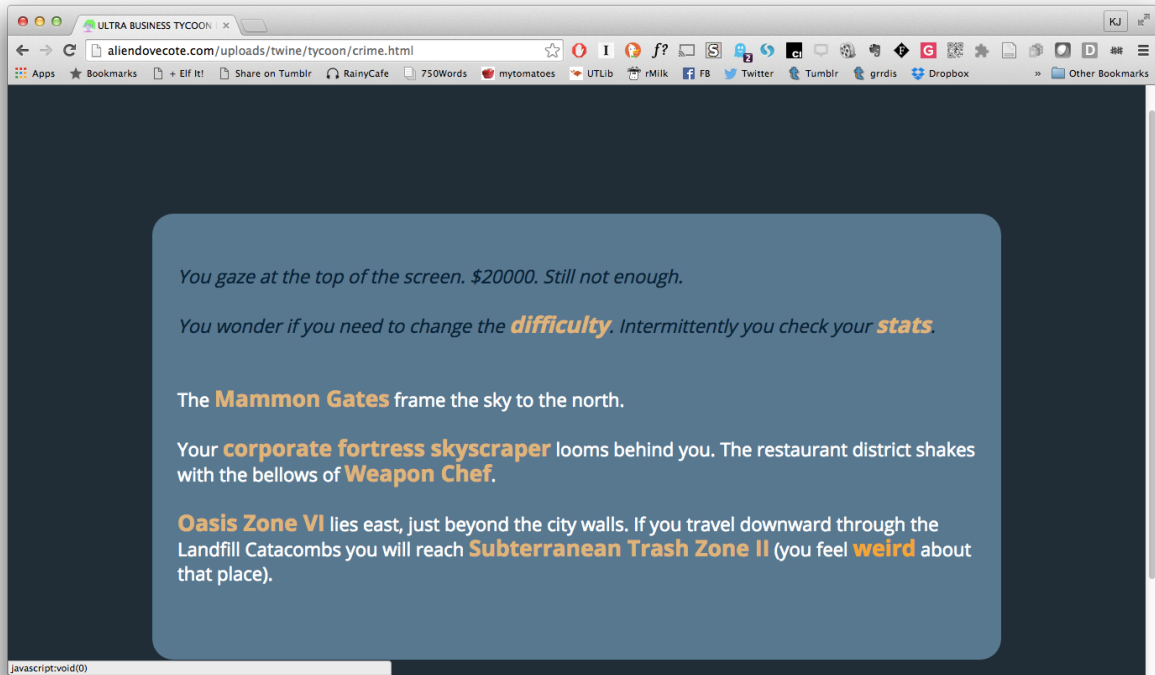 ULTRA BUSINESS TYCOON
KJ
aliendovecote.com/uploads/twine/tycoon/crime.html
Apps Bookmarks + Elf It! Share on Tumblr RainyCafe 750Words mytomatoes UTLib rMilk FB Twitter Tumblr grrdis Dropbox » Other Bookmarks
You gaze at the top of the screen. $20000. Still not enough.
You wonder if you need to change the difficulty. Intermittently you check your stats.
The Mammon Gates frame the sky to the north.
Your corporate fortress skyscraper looms behind you. The restaurant district shakes
with the bellows of Weapon Chef.
Oasis Zone VI lies east, just beyond the city walls. If you travel downward through the
Landfill Catacombs you will reach Subterranean Trash Zone II (you feel weird about
that place).
javascript:void(0)